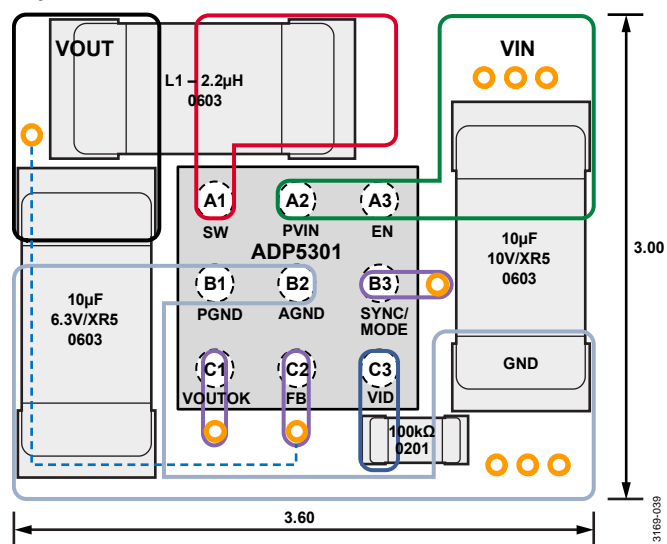 VOUT
VIN
L1 – 2.2µH
0603
A1
A2
A3
SW
PVIN
EN
ADP5301
10µF
10V/XR5
0603
3.00
B1
B2
B3
10µF
6.3V/XR5
0603
PGND
AGND
SYNC/
MODE
C1
C2
C3
GND
VOUTOK
FB
VID
100kΩ
0201
3.60
3169-039